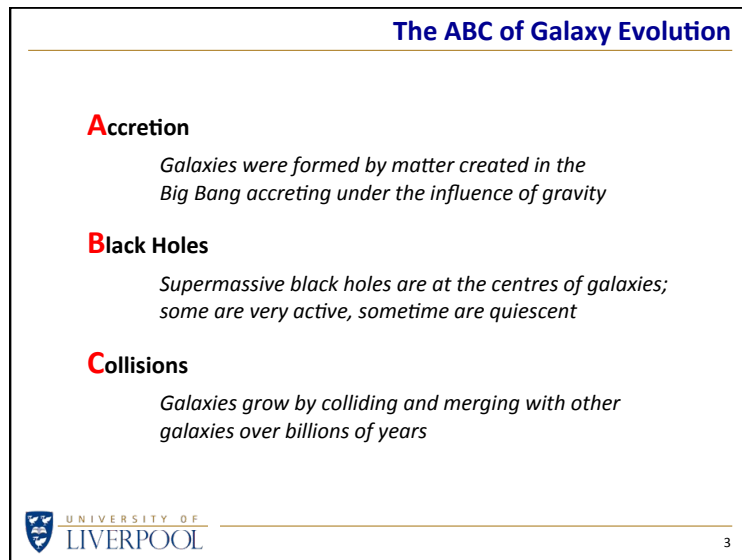 The ABC of Galaxy Evolution
Accretion
Galaxies were formed by matter created in the
Big Bang accreting under the influence of gravity
Black Holes
Supermassive black holes are at the centres of galaxies;
some are very active, sometime are quiescent
Collisions
Galaxies grow by colliding and merging with other
galaxies over billions of years
UNIVERSITY OF
LIVERPOOL
3